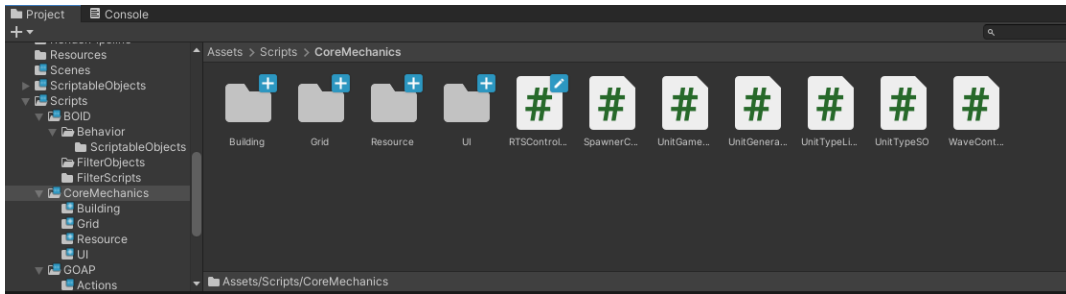 Project Console
Assets > Scripts > CoreMechanics
Resources
Scenes
ScriptableObjects
Scripts
BOID
Behavior
ScriptableObjects
FilterObjects
FilterScripts
CoreMechanics
Building
Grid
Resource
UI
GOAP
Actions
Building Grid Resource UI RTSControl... SpawnerC... UnitGame... UnitGenera... UnitTypeLi... UnitTypeSO WaveCont...
Assets/Scripts/CoreMechanics